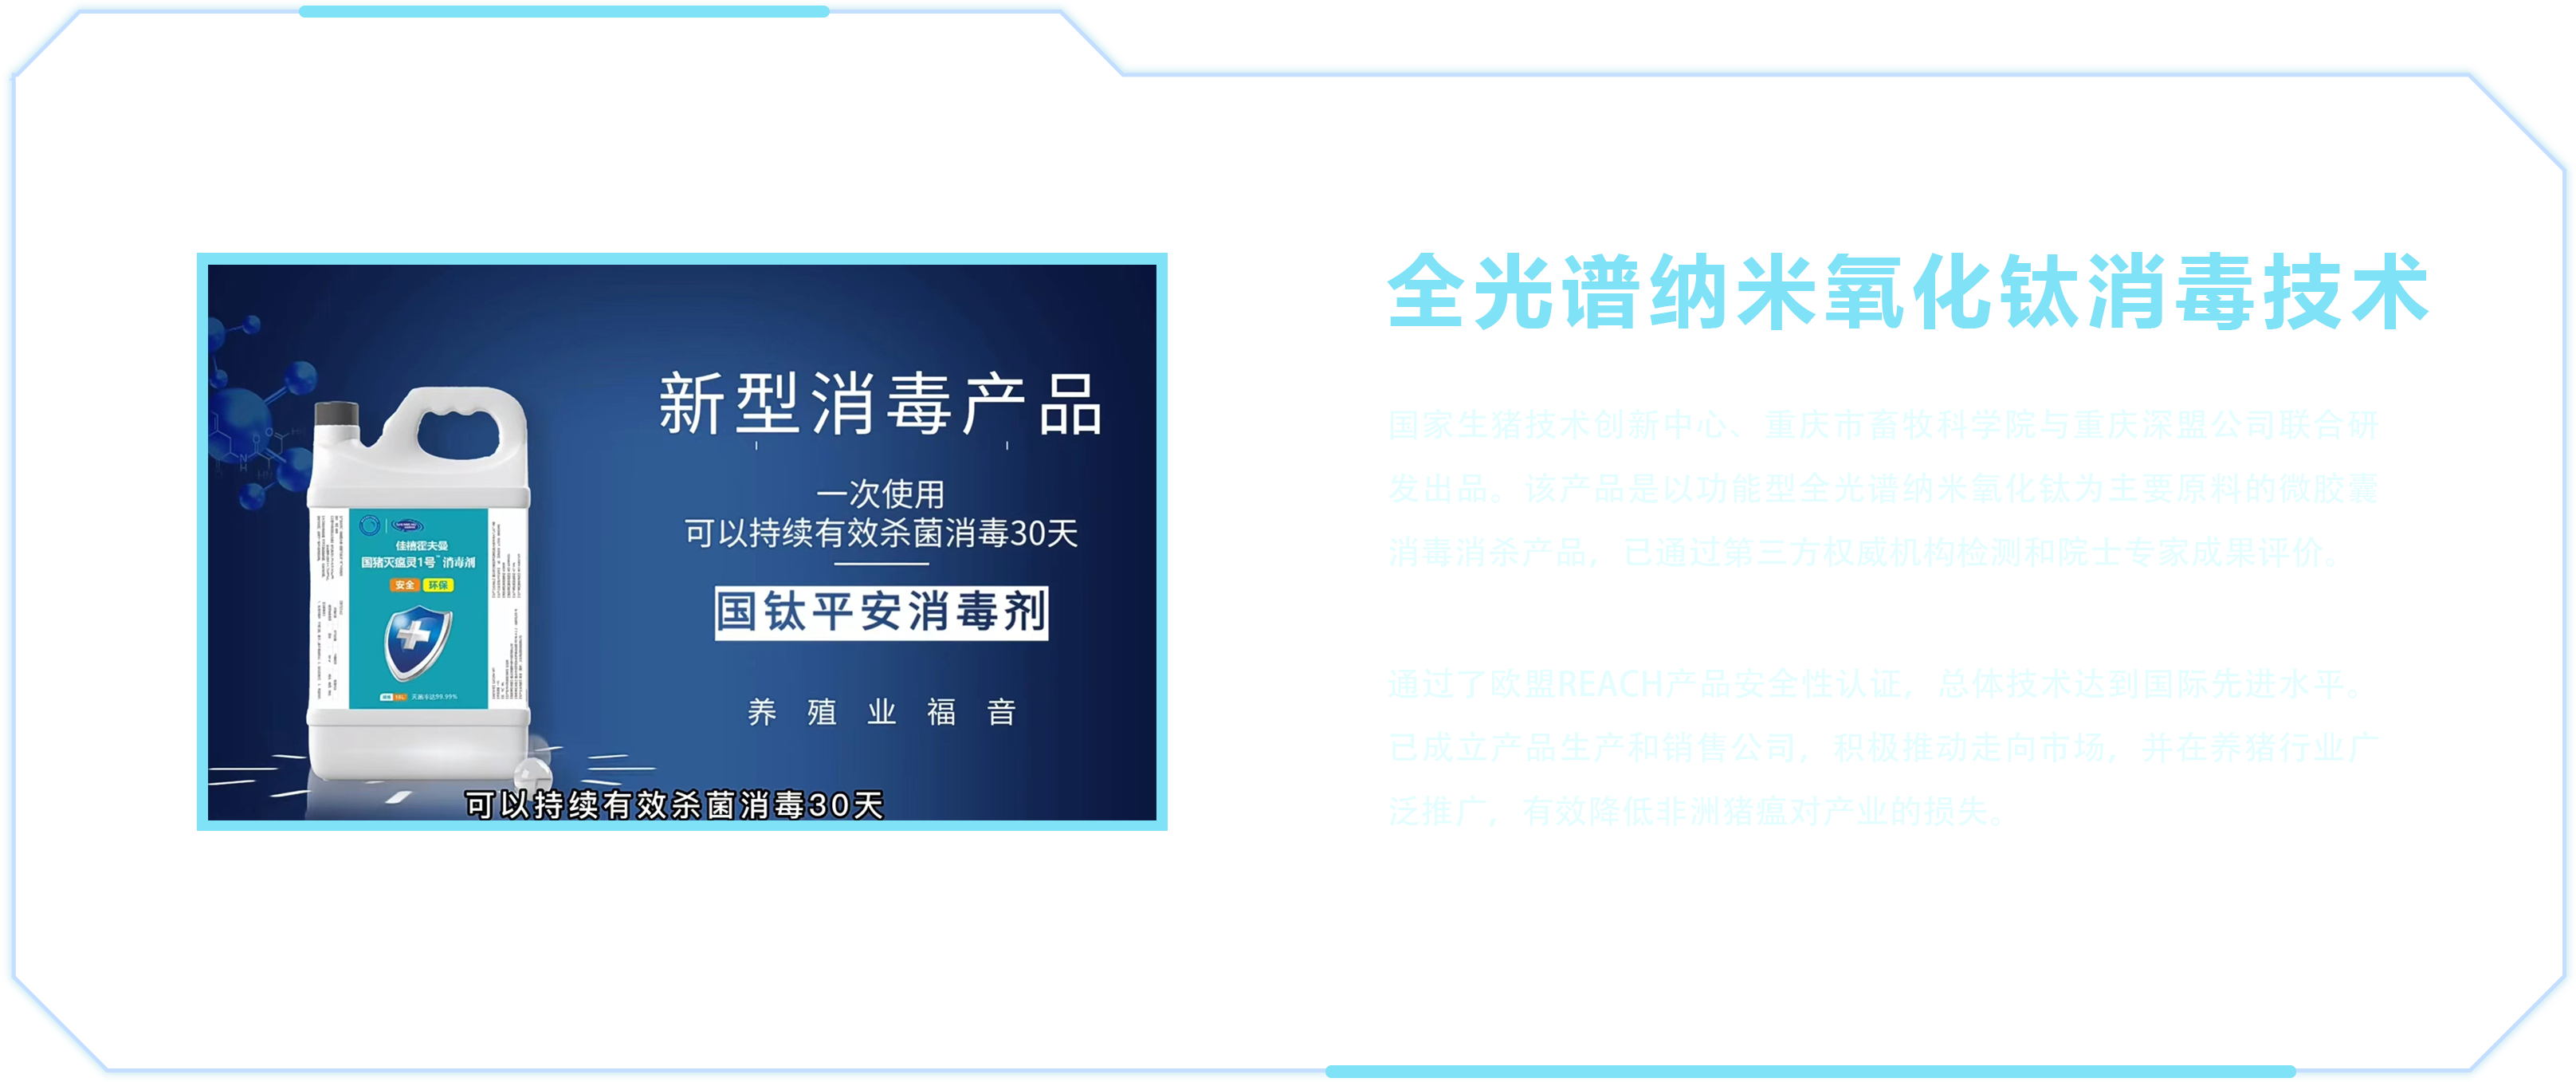 全光谱纳米氧化钛消毒技术
国家生猪技术创新中心、重庆市畜牧科学院与重庆深盟公司联合研
发出品。该产品是以功能型全光谱纳米氧化钛为主要原料的微胶囊
消毒消杀产品，已通过第三方权威机构检测和院士专家成果评价。
通过了欧盟REACH产品安全性认证，总体技术达到国际先进水平。
已成立产品生产和销售公司，积极推动走向市场，并在养猪行业广
泛推广，有效降低非洲猪瘟对产业的损失。
新型消毒产品
一次使用
可以持续有效杀菌消毒30天
国钛平安消毒剂
养殖业福音
佳禧霍夫曼
国猪灭瘟灵1号™消毒剂
安全 环保
灭菌率达99.99%
可以持续有效杀菌消毒30天